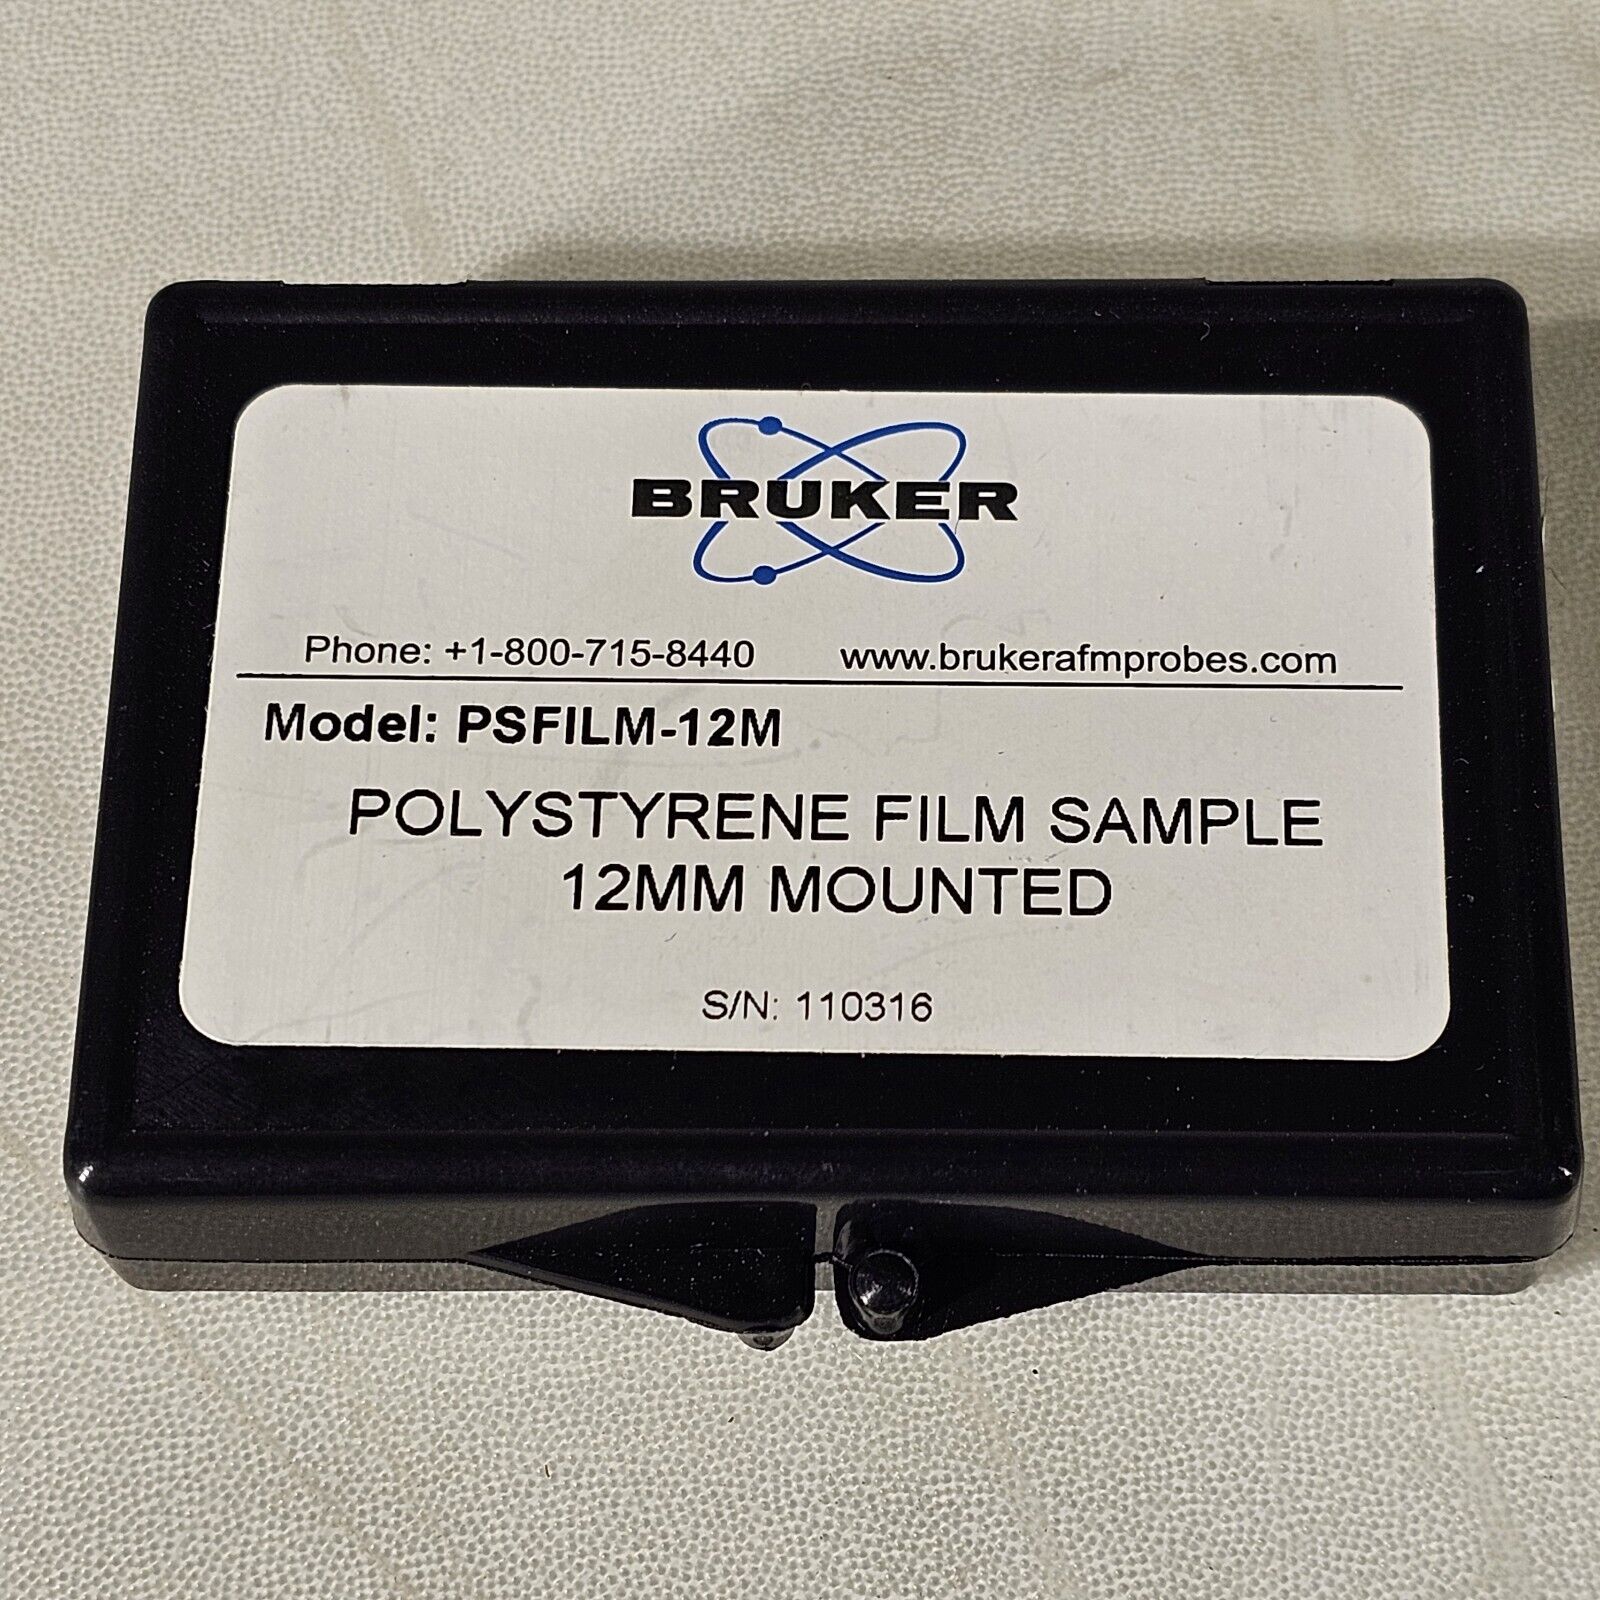 BRUKER
Phone: +1-800-715-8440 www.brukerafmprobes.com
Model: PSFILM-12M
POLYSTYRENE FILM SAMPLE
12MM MOUNTED
S/N: 110316